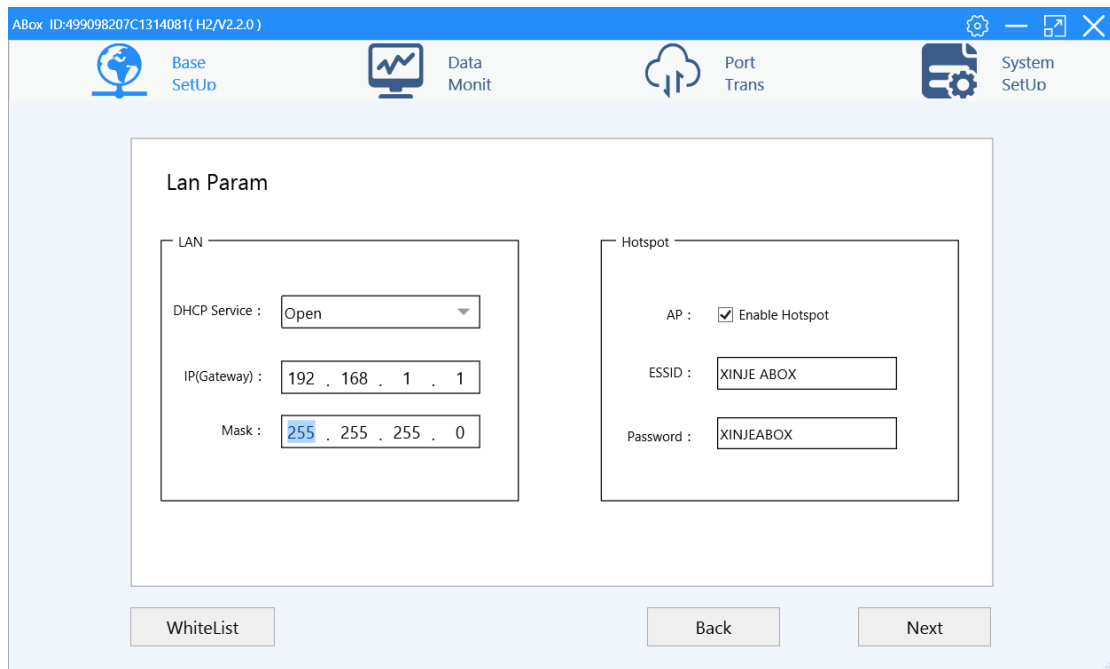 ABox ID:499098207C1314081( H2/V2.2.0 )
Base
SetUp
Data
Monit
Port
Trans
System
SetUp
Lan Param
LAN
DHCP Service : Open
IP(Gateway) : 192 . 168 . 1 . 1
Mask : 255 . 255 . 255 . 0
Hotspot
AP : Enable Hotspot
ESSID : XINJE ABOX
Password : XINJEABOX
WhiteList
Back
Next